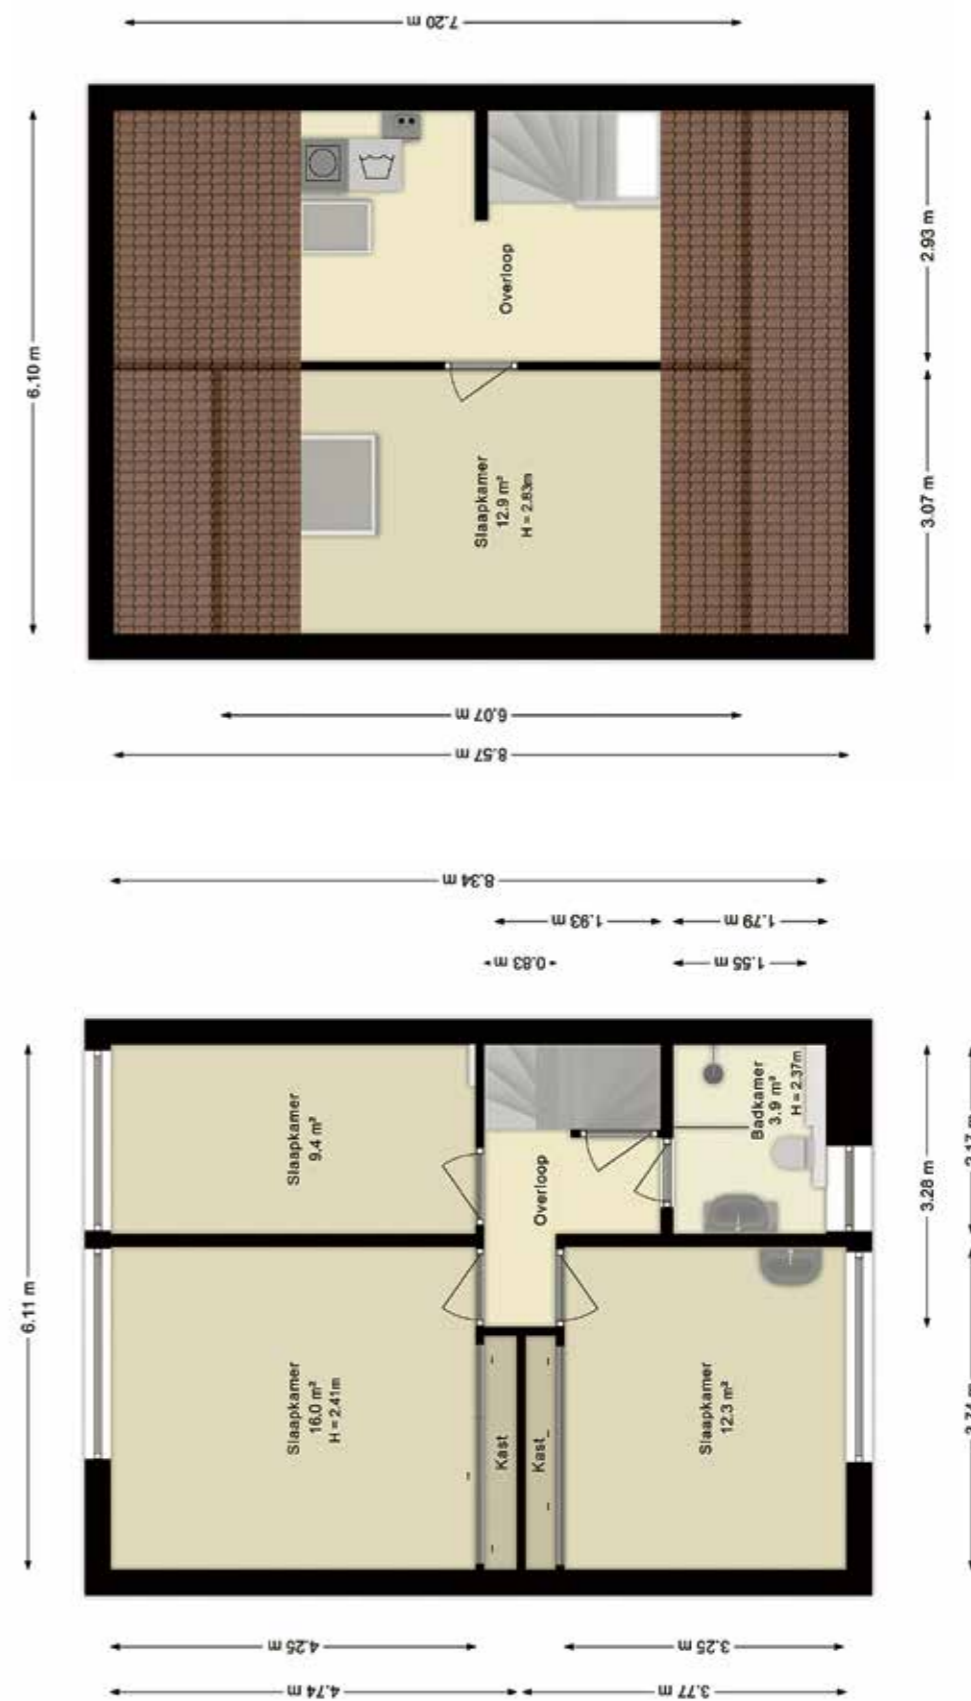 7.20 m
6.10 m
2.93 m
Overloop
Slaapkamer
12.9 m²
H = 2.83m
3.07 m
6.07 m
8.57 m
8.34 m
1.93 m
1.79 m
0.83 m
1.55 m
Slaapkamer
9.4 m²
Overloop
Badkamer
3.9 m²
H = 2.37m
3.28 m
6.11 m
Slaapkamer
16.0 m²
H = 2.41m
Kast
Kast
Slaapkamer
12.3 m²
4.25 m
3.25 m
4.74 m
3.77 m